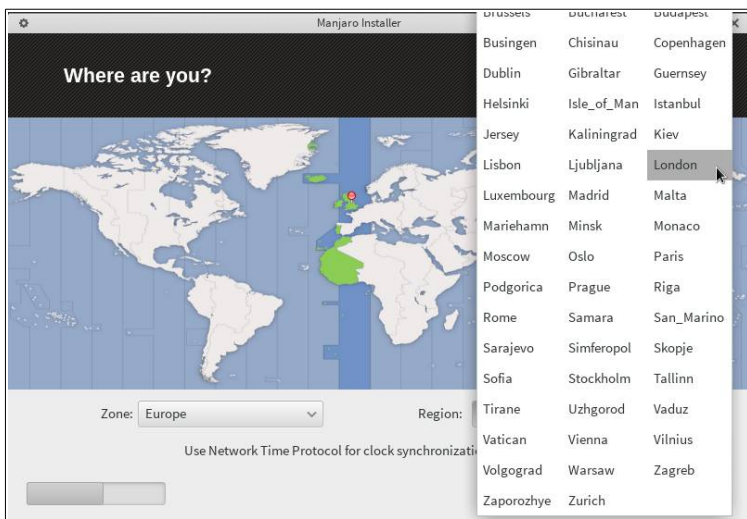 Manjaro Installer
Where are you?
Brussels Bucharest Budapest
Busingen Chisinau Copenhagen
Dublin Gibraltar Guernsey
Helsinki Isle_of_Man Istanbul
Jersey Kaliningrad Kiev
Lisbon Ljubljana London
Luxembourg Madrid Malta
Mariehamn Minsk Monaco
Moscow Oslo Paris
Podgorica Prague Riga
Rome Samara San_Marino
Sarajevo Simferopol Skopje
Sofia Stockholm Tallinn
Tirane Uzhgorod Vaduz
Vatican Vienna Vilnius
Volgograd Warsaw Zagreb
Zaporozhye Zurich
Zone: Europe Region:
Use Network Time Protocol for clock